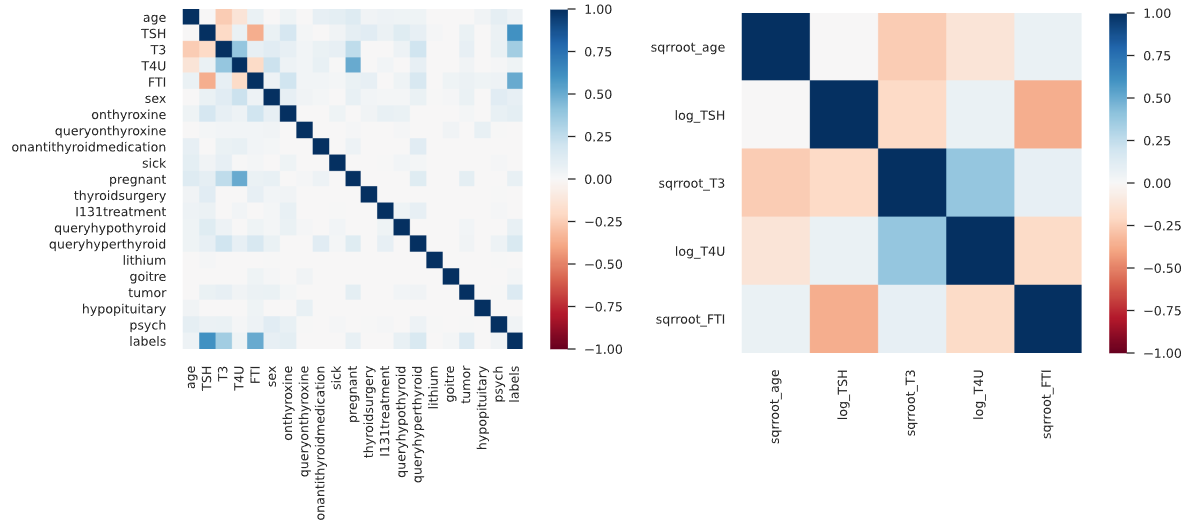 age
TSH
T3
T4U
FTI
sex
onthyroxine
queryonthyroxine
onantithyroidmedication
sick
pregnant
thyroidsurgery
I131treatment
queryhypothyroid
queryhyperthyroid
lithium
goitre
tumor
hypopituitary
psych
labels
age
TSH
T3
T4U
FTI
sex
onthyroxine
queryonthyroxine
onantithyroidmedication
sick
pregnant
thyroidsurgery
I131treatment
queryhypothyroid
queryhyperthyroid
lithium
goitre
tumor
hypopituitary
psych
labels
1.00
0.75
0.50
0.25
0.00
−0.25
−0.50
−0.75
−1.00
sqrroot_age
log_TSH
sqrroot_T3
log_T4U
sqrroot_FTI
sqrroot_age
log_TSH
sqrroot_T3
log_T4U
sqrroot_FTI
1.00
0.75
0.50
0.25
0.00
−0.25
−0.50
−0.75
−1.00